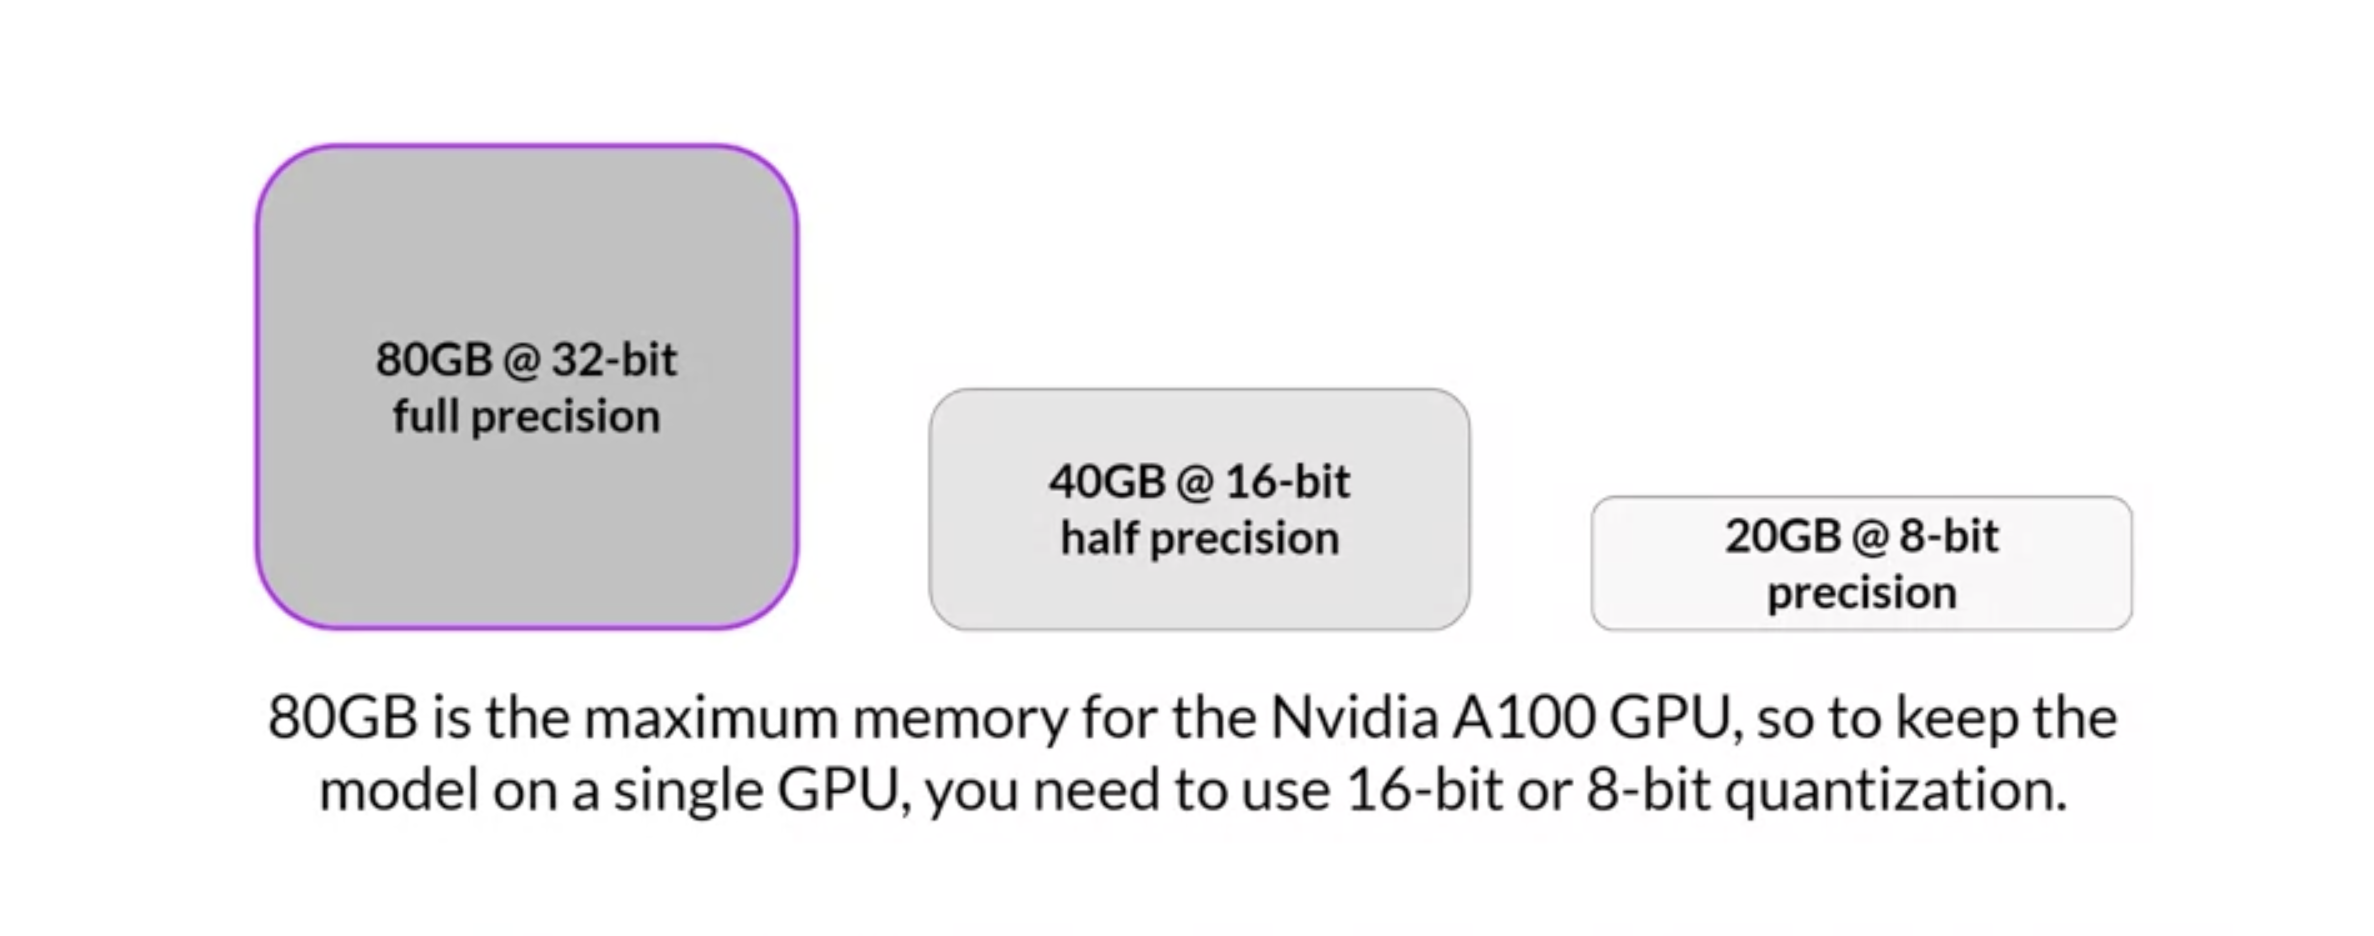 80GB @ 32-bit
full precision
40GB @ 16-bit
half precision
20GB @ 8-bit
precision
80GB is the maximum memory for the Nvidia A100 GPU, so to keep the
model on a single GPU, you need to use 16-bit or 8-bit quantization.